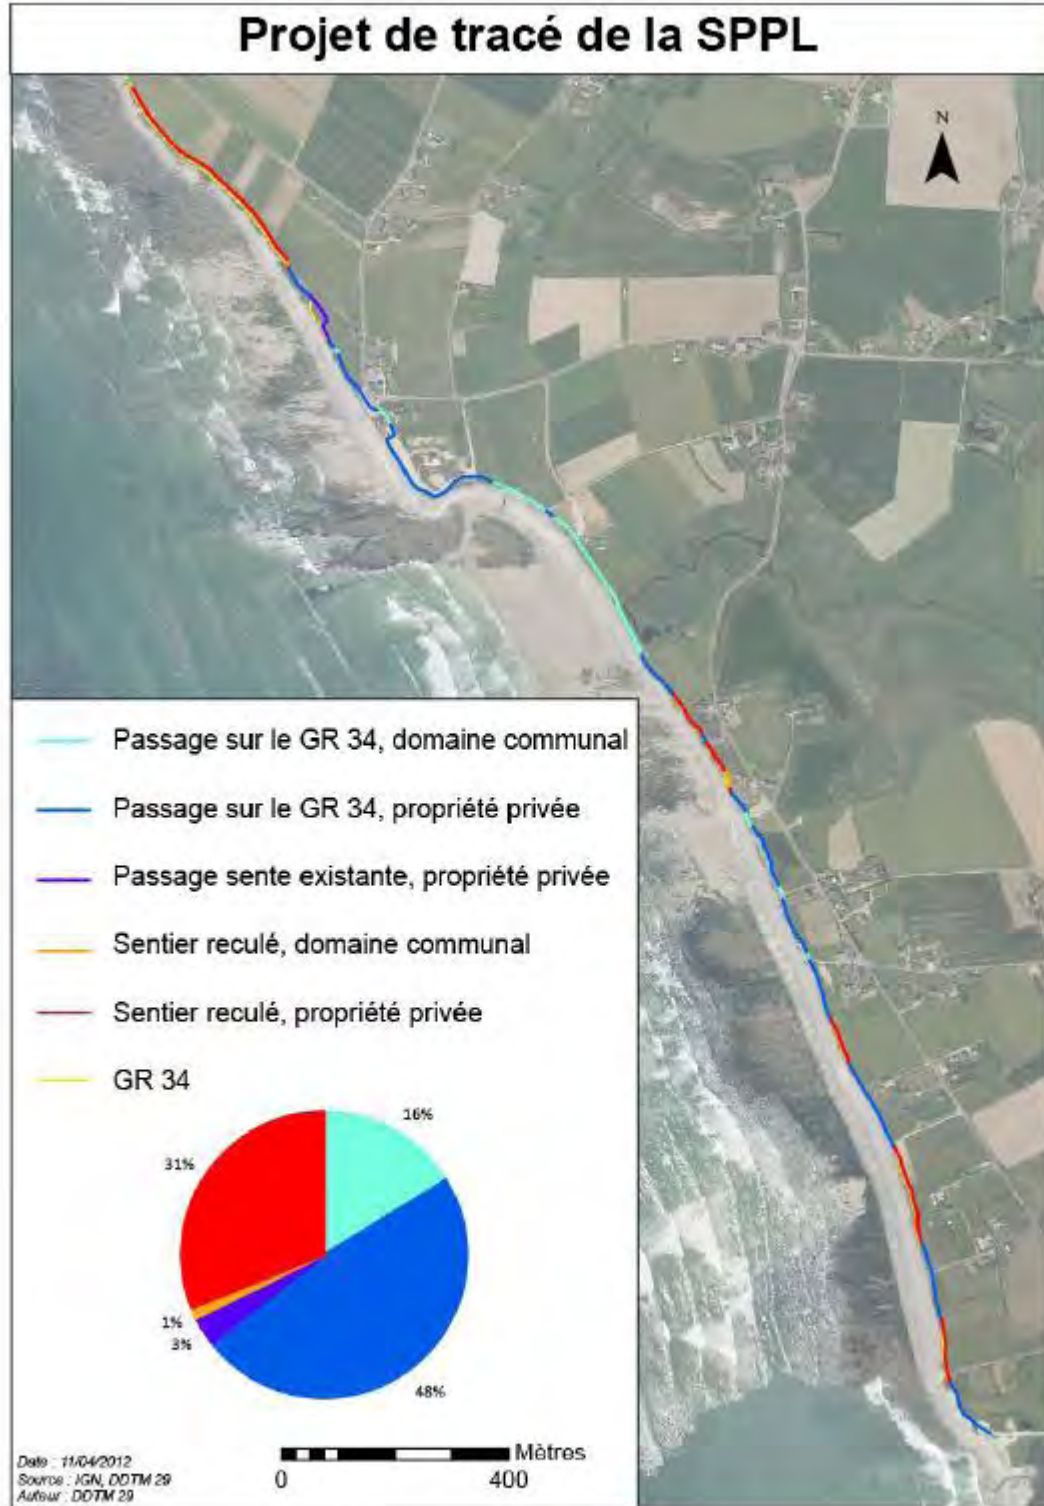 Projet de tracé de la SPPL
N
Passage sur le GR 34, domaine communal
Passage sur le GR 34, propriété privée
Passage sente existante, propriété privée
Sentier reculé, domaine communal
Sentier reculé, propriété privée
GR 34
16%
31%
1%
3%
48%
Mètres
0 400
Date : 11/04/2012
Source : IGN, DDTM 29
Auteur : DDTM 29